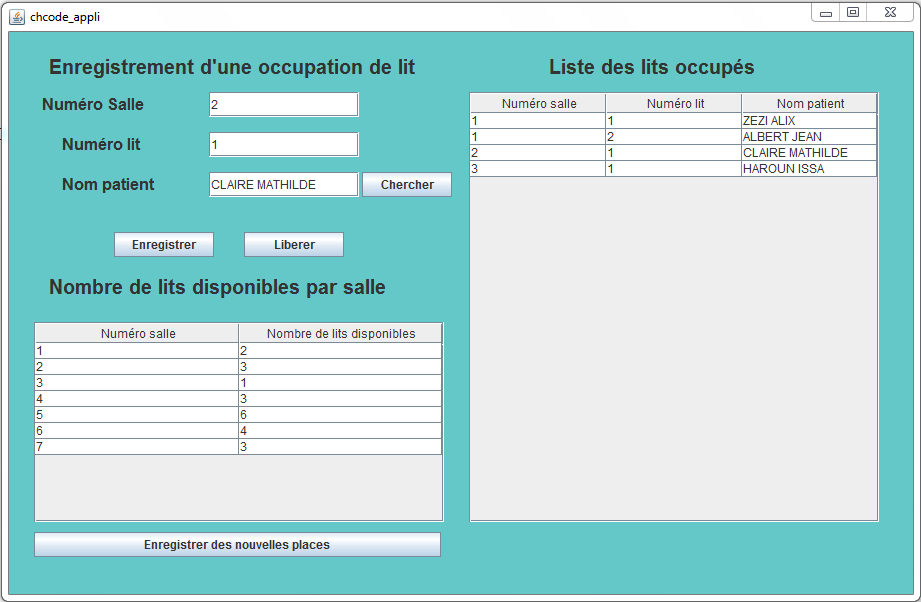 chcode_appli
Enregistrement d'une occupation de lit
Numéro Salle 2
Numéro lit 1
Nom patient CLAIRE MATHILDE Chercher
Enregistrer Liberer
Nombre de lits disponibles par salle
Numéro salle Nombre de lits disponibles
1 2
2 3
3 1
4 3
5 6
6 4
7 3
Enregistrer des nouvelles places
Liste des lits occupés
Numéro salle Numéro lit Nom patient
1 1 ZEZI ALIX
1 2 ALBERT JEAN
2 1 CLAIRE MATHILDE
3 1 HAROUN ISSA